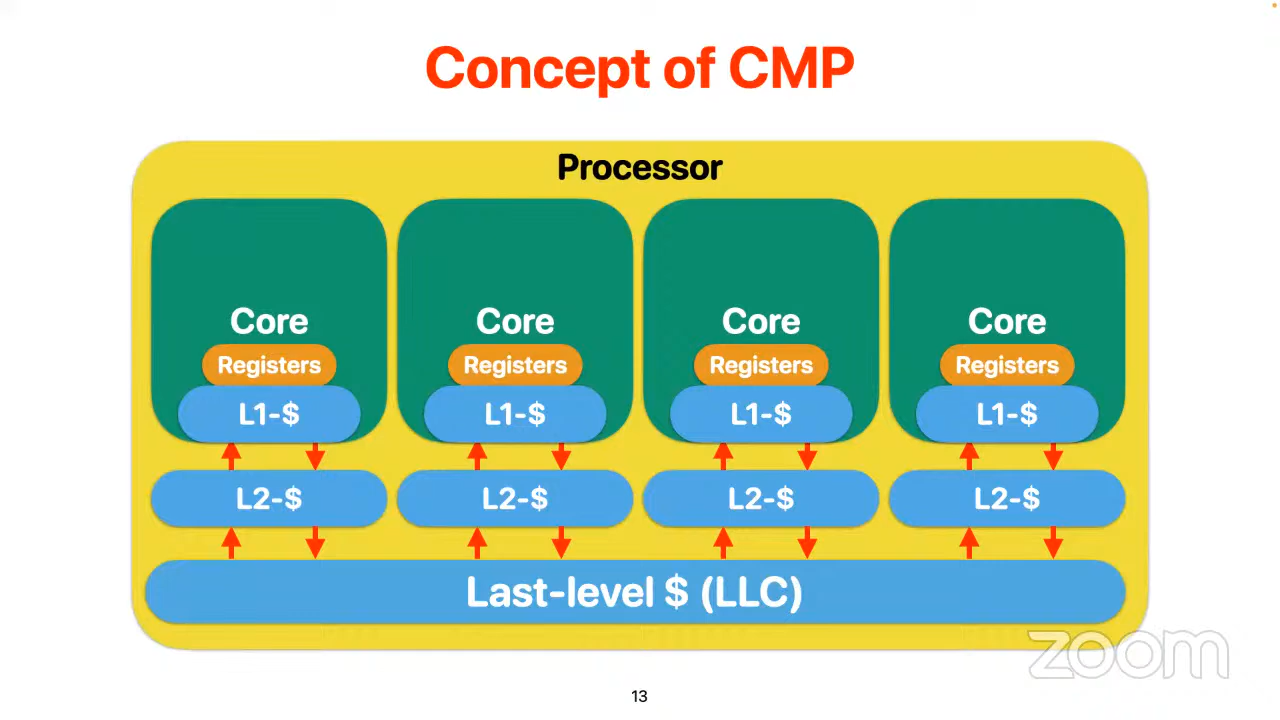 Concept of CMP
Processor
Core Core Core Core
Registers Registers Registers Registers
L1-$ L1-$ L1-$ L1-$
L2-$ L2-$ L2-$ L2-$
Last-level $ (LLC)
zoom
13